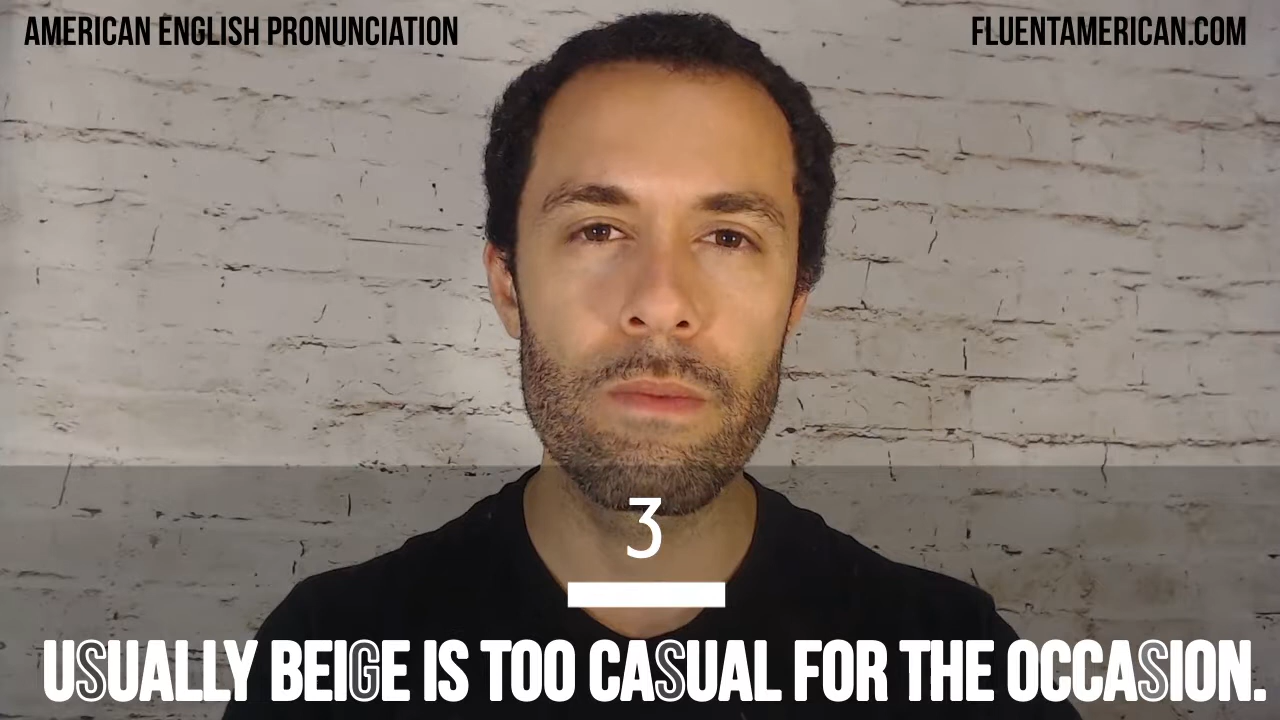 AMERICAN ENGLISH PRONUNCIATION
FLUENTAMERICAN.COM
3
USUALLY BEIGE IS TOO CASUAL FOR THE OCCASION.